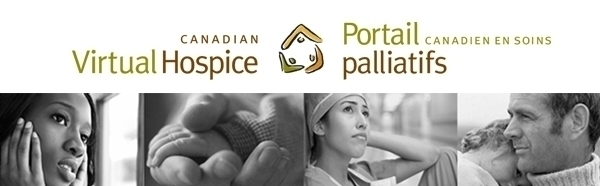 CANADIAN
Virtual Hospice
Portail
CANADIEN EN SOINS
palliatifs